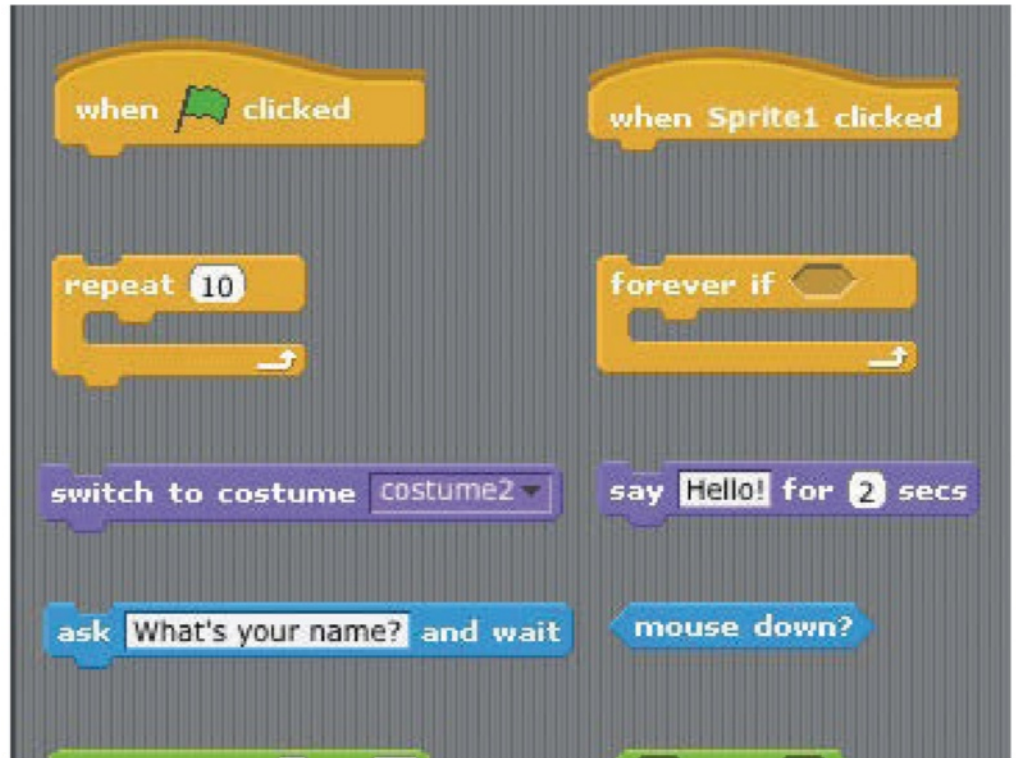 when clicked
when Sprite1 clicked
repeat 10
forever if
switch to costume costume2
say Hello! for 2 secs
ask What's your name? and wait
mouse down?